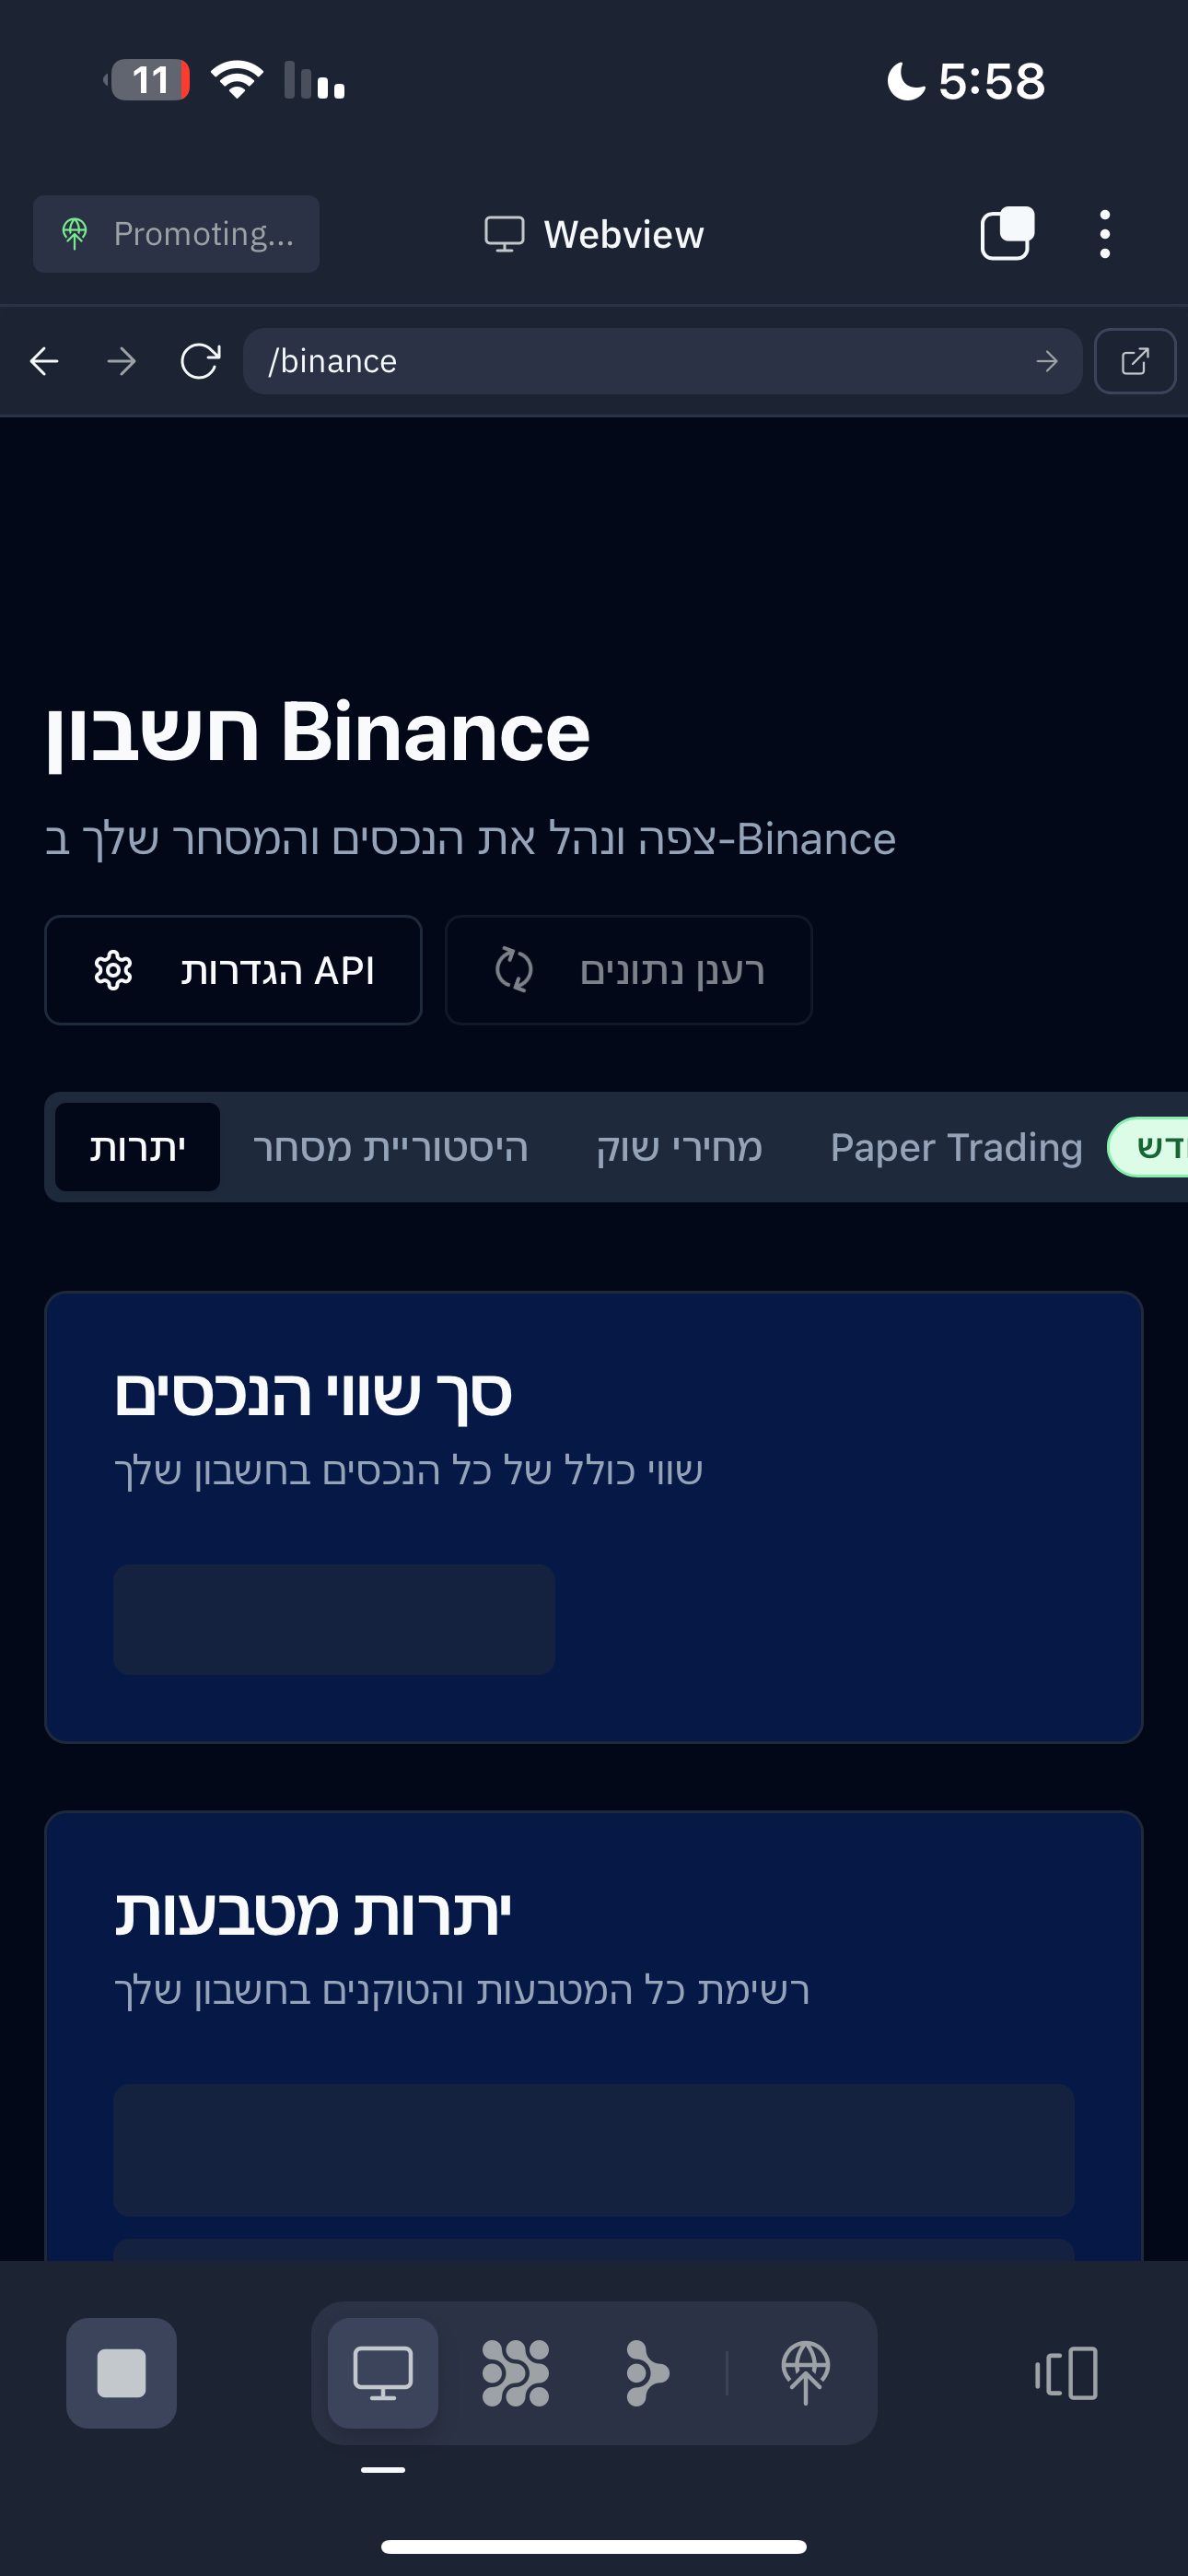 11 5:58
Promoting... Webview
/binance
חשבון Binance
צפה ונהל את הנכסים והמסחר שלך ב-Binance
הגדרות API רענן נתונים
יתרות היסטוריית מסחר מחירי שוק Paper Trading
סך שווי הנכסים
שווי כולל של כל הנכסים בחשבון שלך
יתרות מטבעות
רשימת כל המטבעות והטוקנים בחשבון שלך